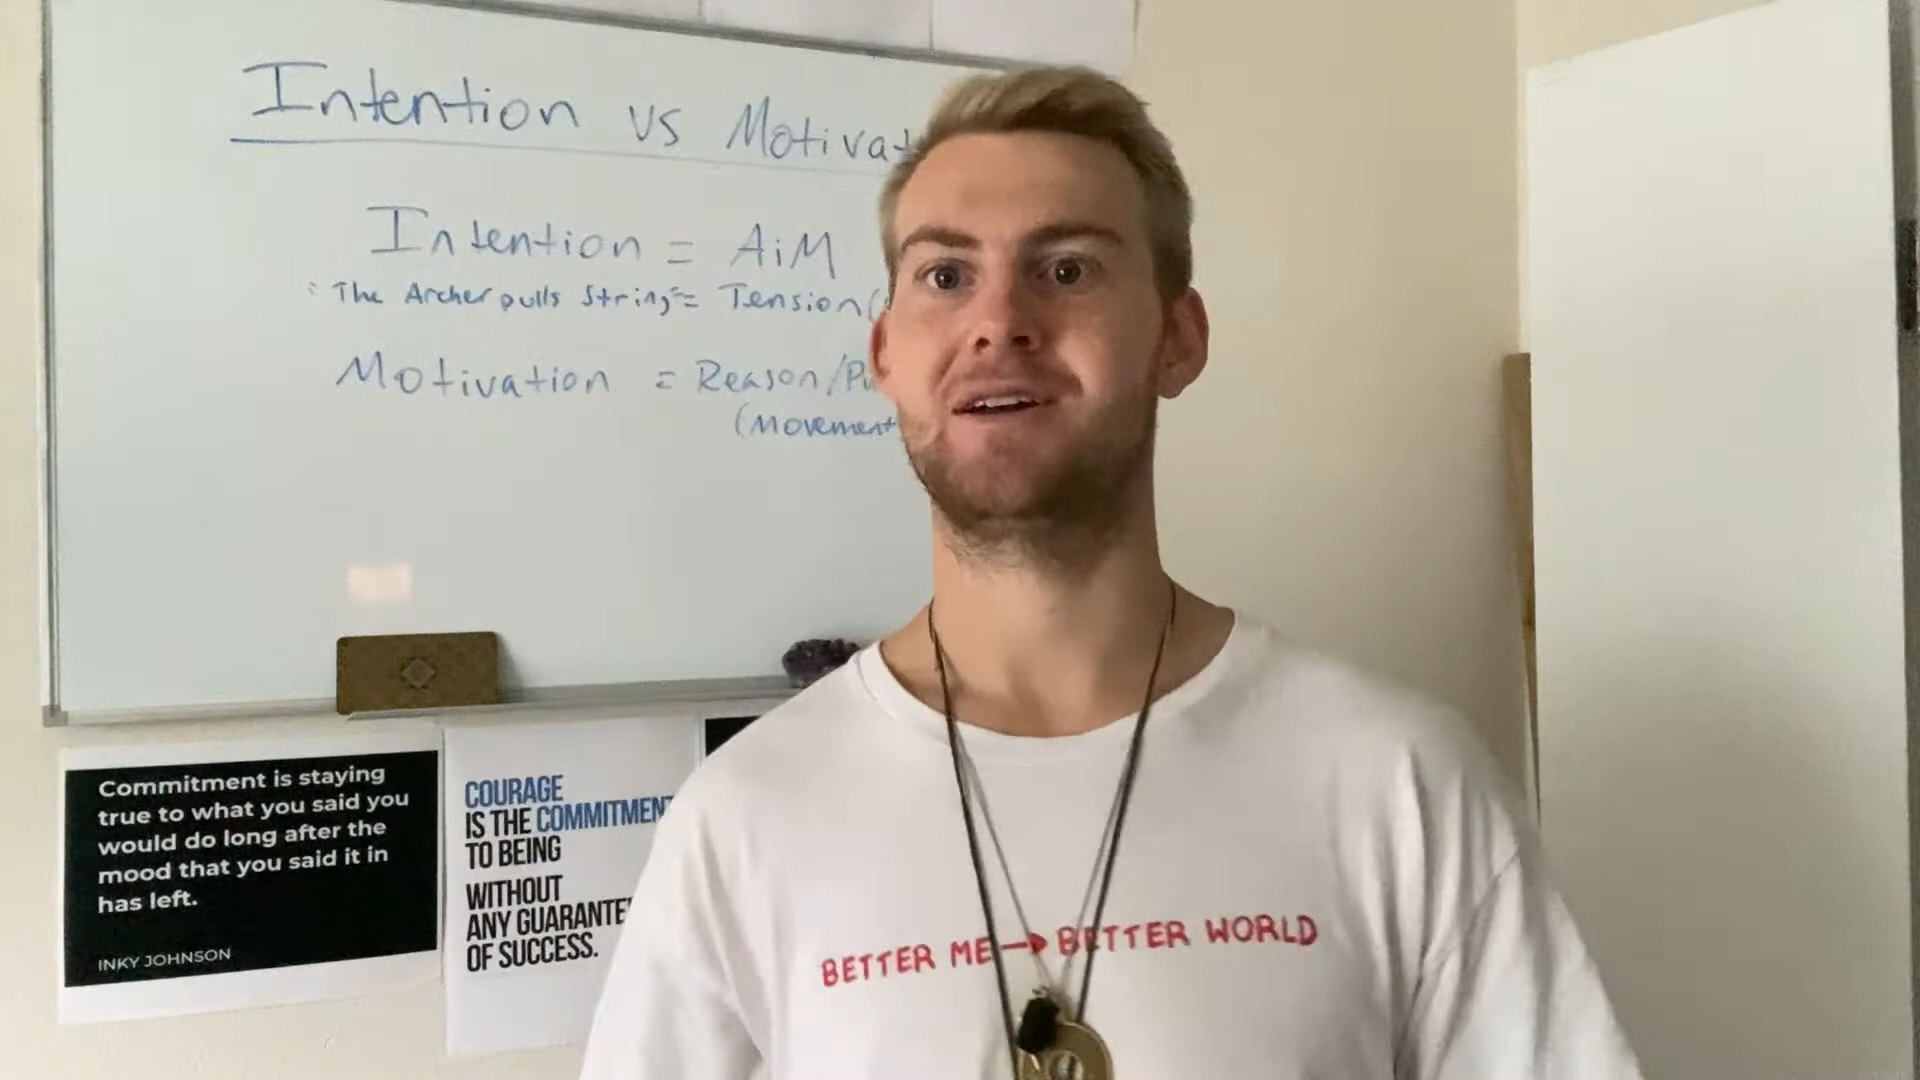 Intention vs Motivat
Intention = AiM
"The Archer pulls String" = Tension(
Motivation = Reason/Pu
(Movement
Commitment is staying
true to what you said you
would do long after the
mood that you said it in
has left.
INKY JOHNSON
COURAGE
IS THE COMMITMENT
TO BEING
WITHOUT
ANY GUARANTEE
OF SUCCESS.
BETTER ME → BETTER WORLD